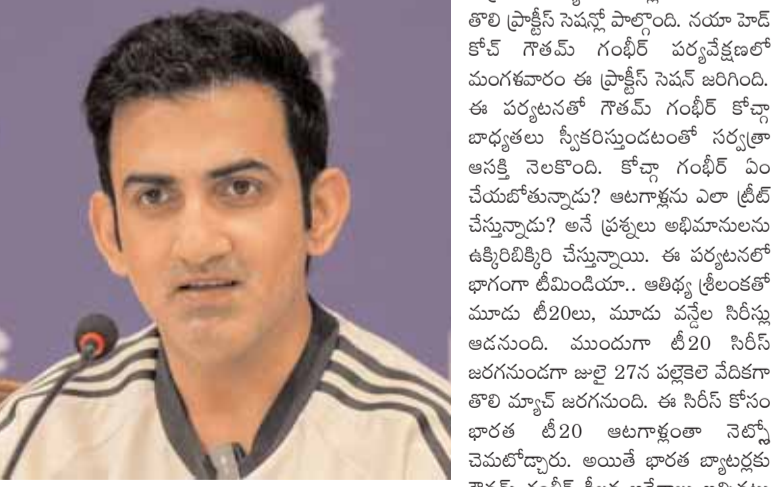 తొలి ప్రాక్టీస్ సెషన్లో పాల్గొంది. నయా హెడ్
కోచ్ గౌతమ్ గంభీర్ పర్యవేక్షణలో
మంగళవారం ఈ ప్రాక్టీస్ సెషన్ జరిగింది.
ఈ పర్యటనతో గౌతమ్ గంభీర్ కోచ్గా
బాధ్యతలు స్వీకరిస్తుండటంతో సర్వత్రా
ఆసక్తి నెలకొంది. కోచ్గా గంభీర్ ఏం
చేయబోతున్నాడు? ఆటగాళ్లను ఎలా ట్రీట్
చేస్తున్నాడు? అనే ప్రశ్నలు అభిమానులను
ఉక్కిరిబిక్కిరి చేస్తున్నాయి. ఈ పర్యటనలో
భాగంగా టీమిండియా.. ఆతిథ్య శ్రీలంకతో
మూడు టీ20లు, మూడు వన్డేల సిరీస్లు
ఆడనుంది. ముందుగా టీ20 సిరీస్
జరగనుండగా జులై 27న పల్లెకెలె వేదికగా
తొలి మ్యాచ్ జరగనుంది. ఈ సిరీస్ కోసం
భారత టీ20 ఆటగాళ్లంతా నెట్స్లో
చెమటోడ్చారు. అయితే భారత బ్యాటర్లకు